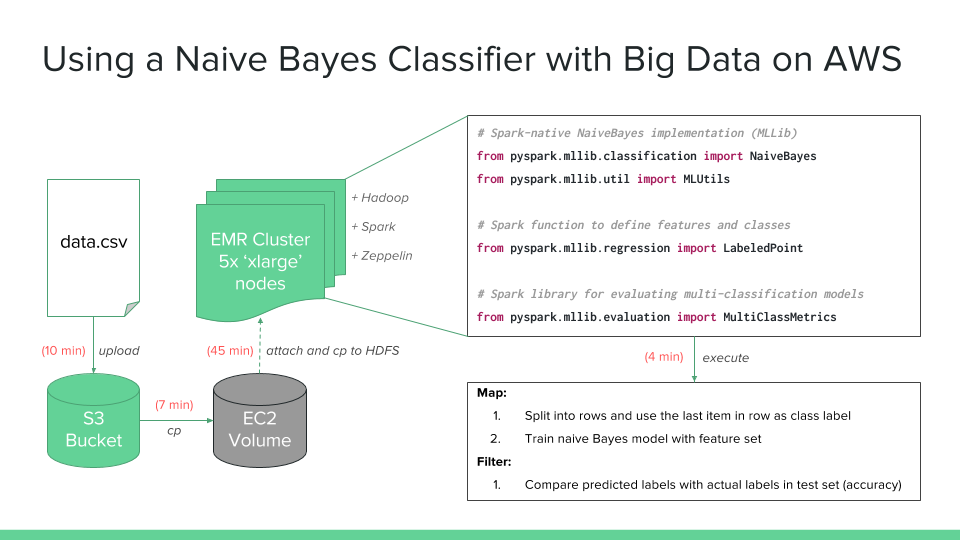 Using a Naive Bayes Classifier with Big Data on AWS
data.csv
(10 min) upload
S3
Bucket
(7 min)
cp
EC2
Volume
(45 min) attach and cp to HDFS
EMR Cluster
5x ‘xlarge’
nodes
+ Hadoop
+ Spark
+ Zeppelin
# Spark-native NaiveBayes implementation (MLLib)
from pyspark.mllib.classification import NaiveBayes
from pyspark.mllib.util import MLUtils
# Spark function to define features and classes
from pyspark.mllib.regression import LabeledPoint
# Spark library for evaluating multi-classification models
from pyspark.mllib.evaluation import MultiClassMetrics
(4 min) execute
Map:
1. Split into rows and use the last item in row as class label
2. Train naive Bayes model with feature set
Filter:
1. Compare predicted labels with actual labels in test set (accuracy)